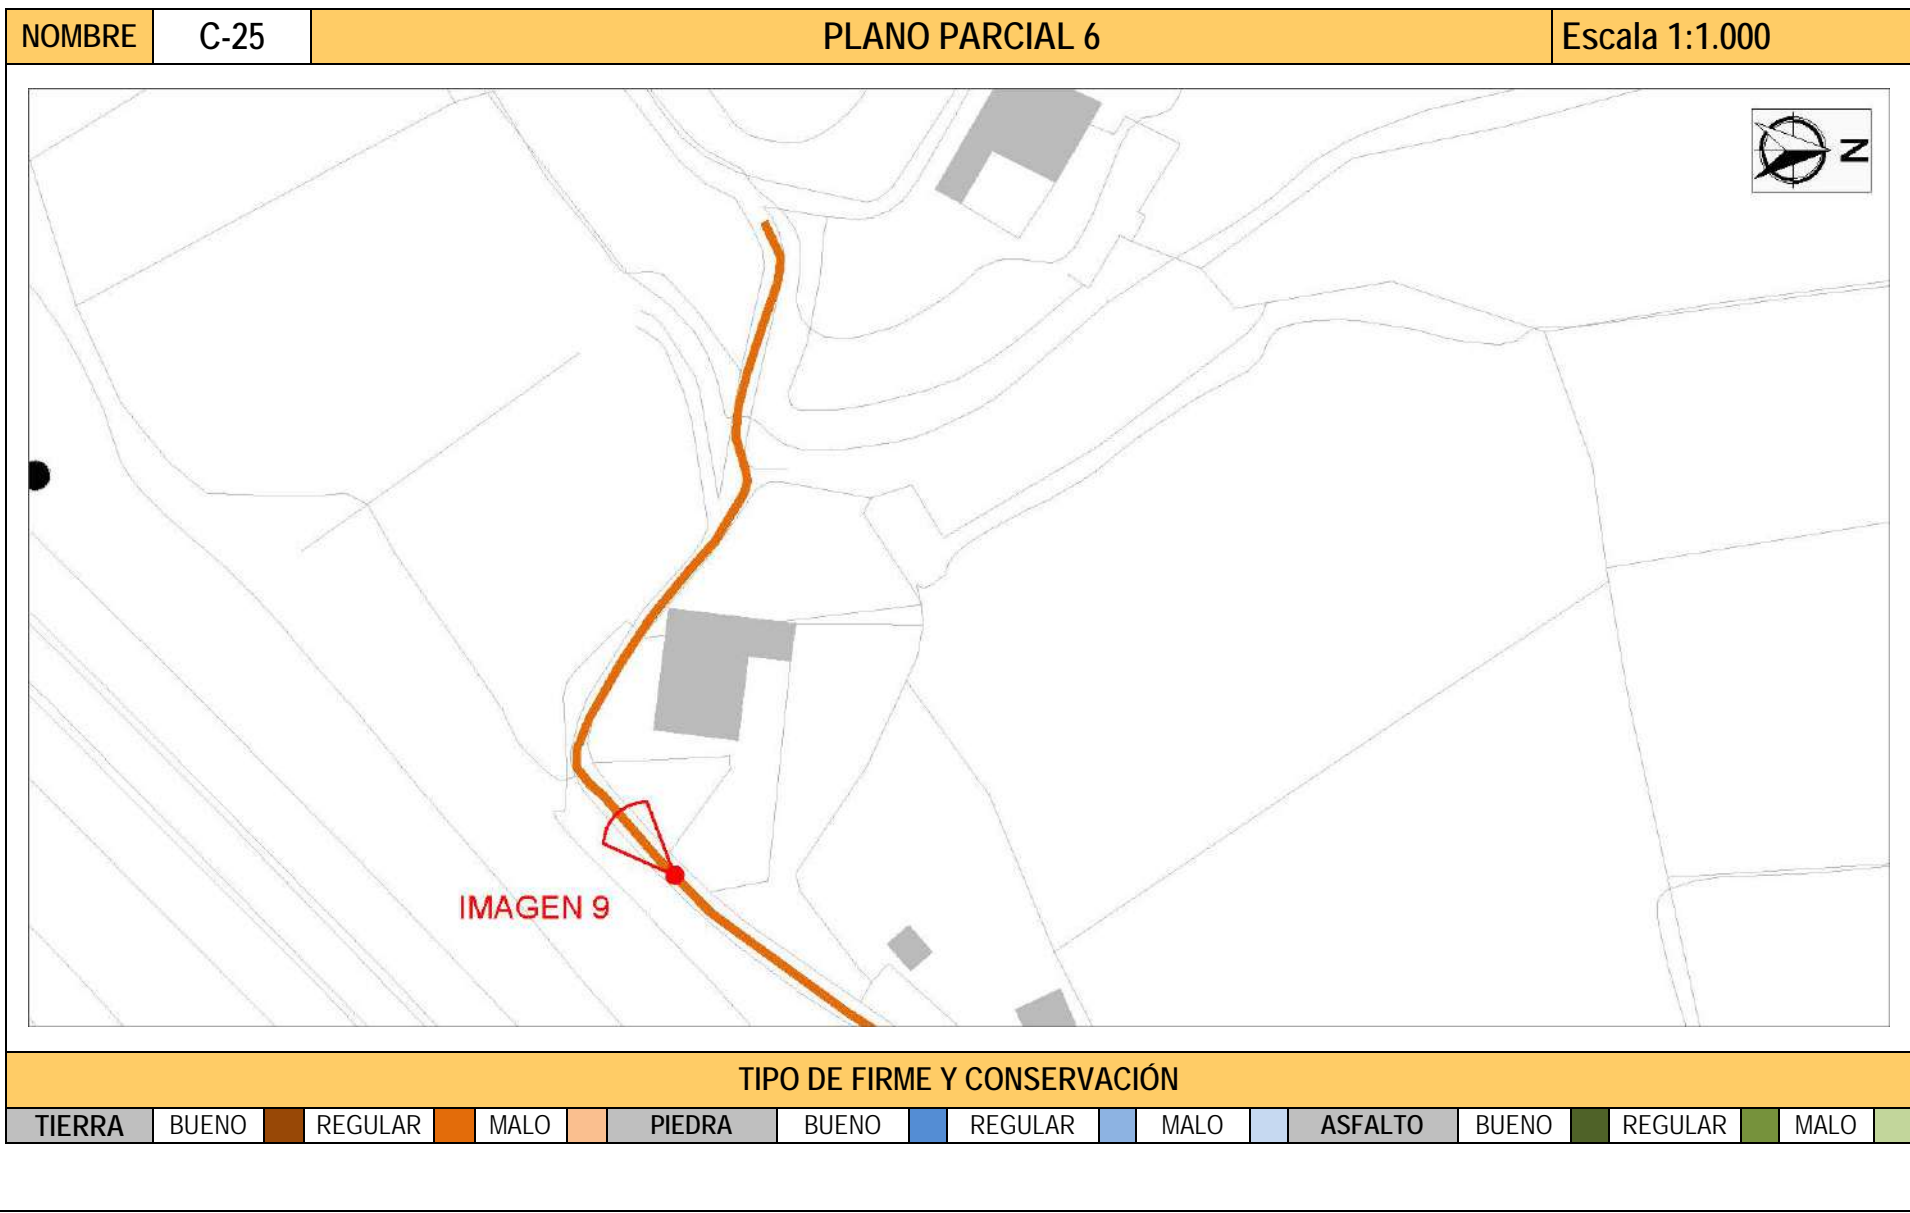 NOMBRE C-25 PLANO PARCIAL 6 Escala 1:1.000
N
IMAGEN 9
TIPO DE FIRME Y CONSERVACIÓN
TIERRA BUENO REGULAR MALO PIEDRA BUENO REGULAR MALO ASFALTO BUENO REGULAR MALO